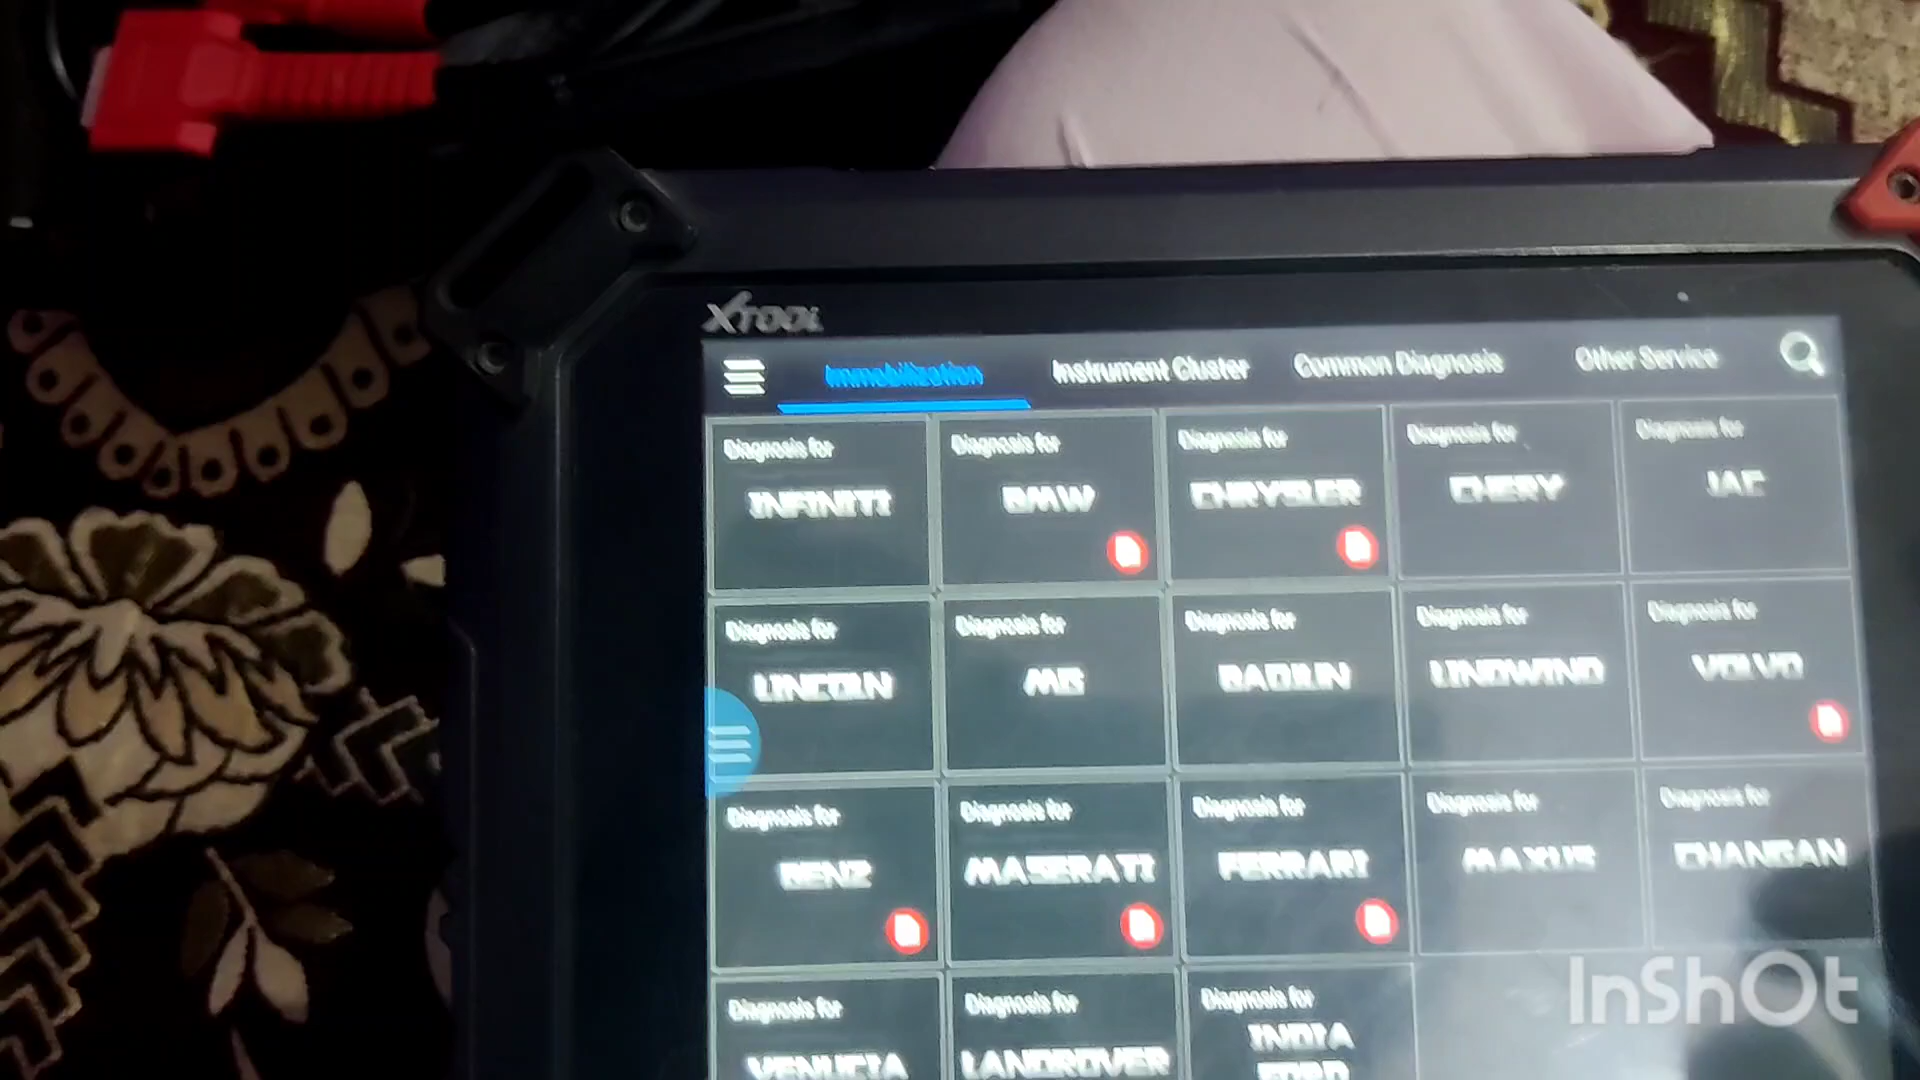 XTOOL
Immobilization Instrument Cluster Common Diagnosis Other Service
Diagnosis for Diagnosis for Diagnosis for Diagnosis for Diagnosis for
INFINITI BMW CHRYSLER CHERY JAC
Diagnosis for Diagnosis for Diagnosis for Diagnosis for Diagnosis for
LINCOLN MG BAOJUN LINDWIND VOLVO
Diagnosis for Diagnosis for Diagnosis for Diagnosis for Diagnosis for
BENZ MASERATI FERRARI MAXUS CHANGAN
Diagnosis for Diagnosis for Diagnosis for
VENUCIA LANDROVER INDIA
FORD
InShOt